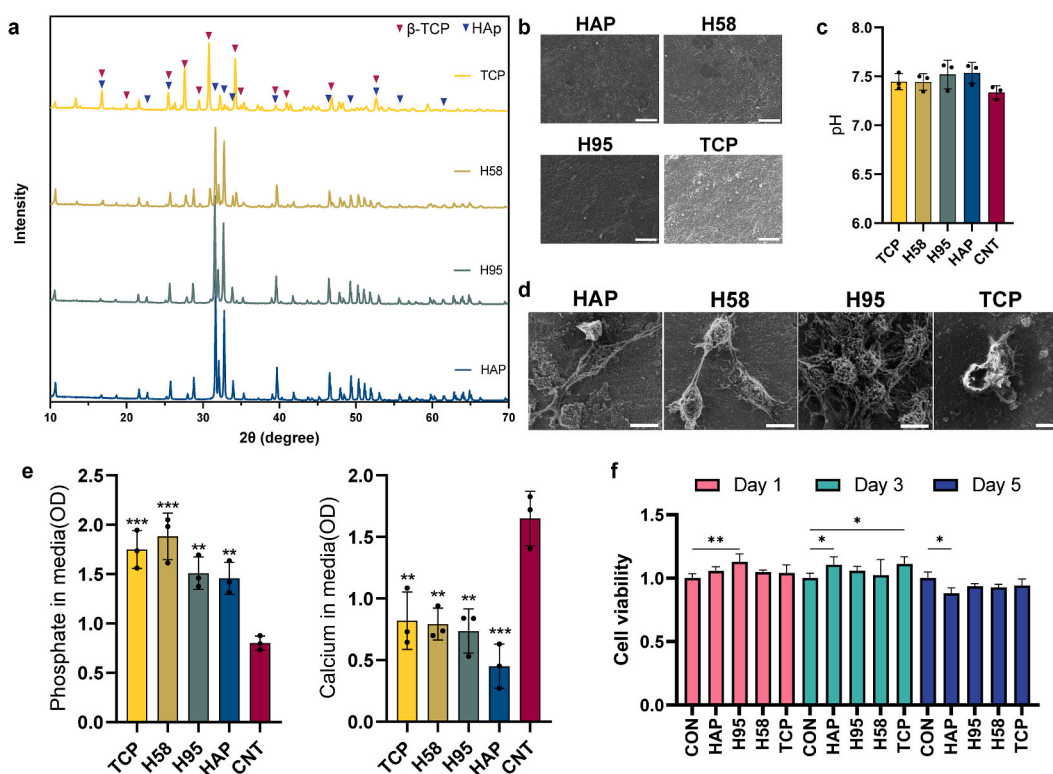 a
β-TCP HAp
TCP
H58
H95
HAP
Intensity
10 20 30 40 50 60 70
2θ (degree)
b
HAP H58
H95 TCP
c
pH
8.0
7.5
7.0
6.5
6.0
TCP H58 H95 HAP CNT
d
HAP H58 H95 TCP
e
Phosphate in media(OD)
2.5
2.0
1.5
1.0
0.5
0.0
*** *** ** **
TCP H58 H95 HAP CNT
Calcium in media(OD)
2.0
1.5
1.0
0.5
0.0
** ** ** ***
TCP H58 H95 HAP CNT
f
Day 1 Day 3 Day 5
Cell viability
1.5
1.0
0.5
0.0
** * * *
CON HAP H95 H58 TCP CON HAP H95 H58 TCP CON HAP H95 H58 TCP